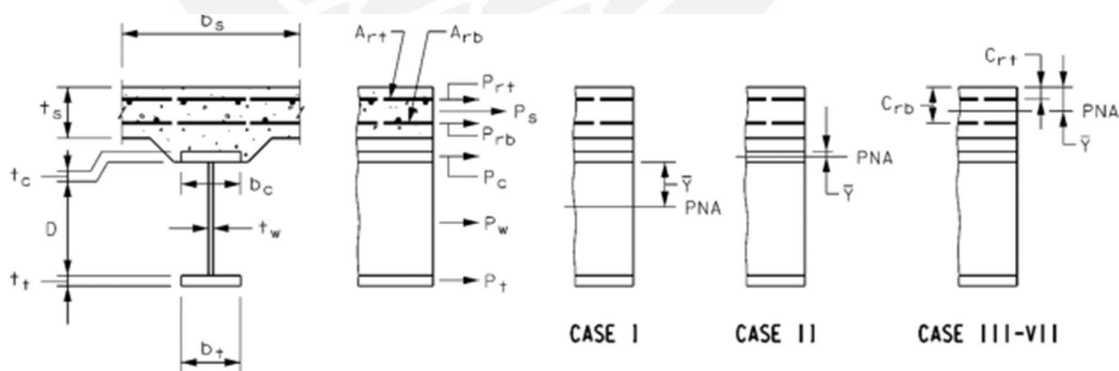 b_s
A_rt
A_rb
t_s
P_rt
P_s
P_rb
P_c
P_w
P_t
t_c
b_c
D
t_w
t_t
b_t
Ȳ
PNA
CASE I
PNA
Ȳ
CASE II
C_rt
C_rb
PNA
Ȳ
CASE III-VII